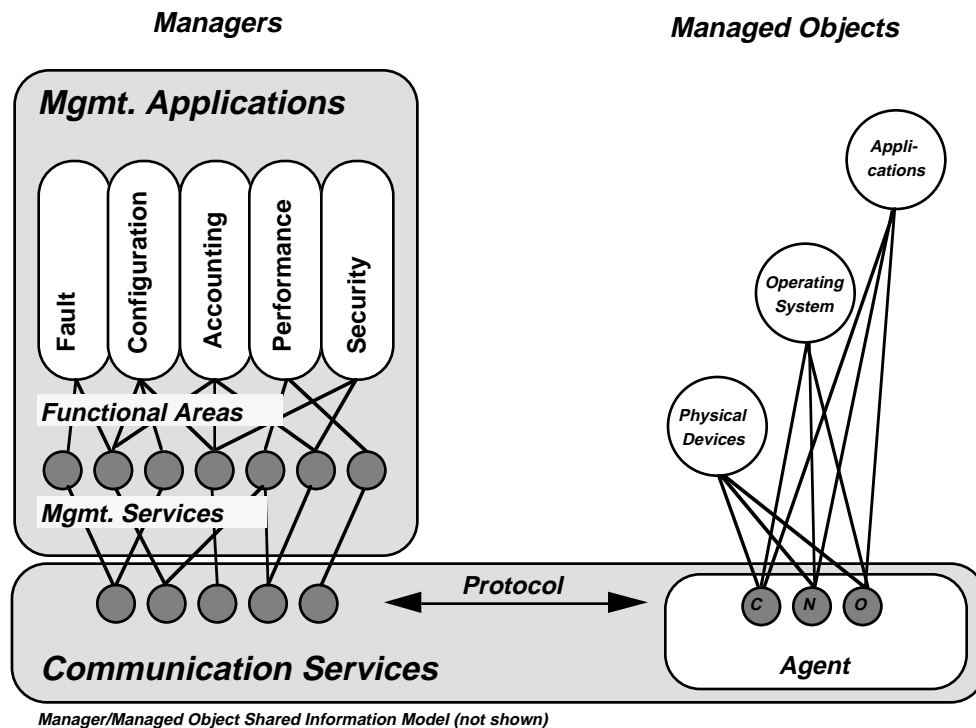 Managers
Managed Objects
Mgmt. Applications
Fault
Configuration
Accounting
Performance
Security
Functional Areas
Mgmt. Services
Appli-
cations
Operating
System
Physical
Devices
Protocol
C
N
O
Communication Services
Agent
Manager/Managed Object Shared Information Model (not shown)